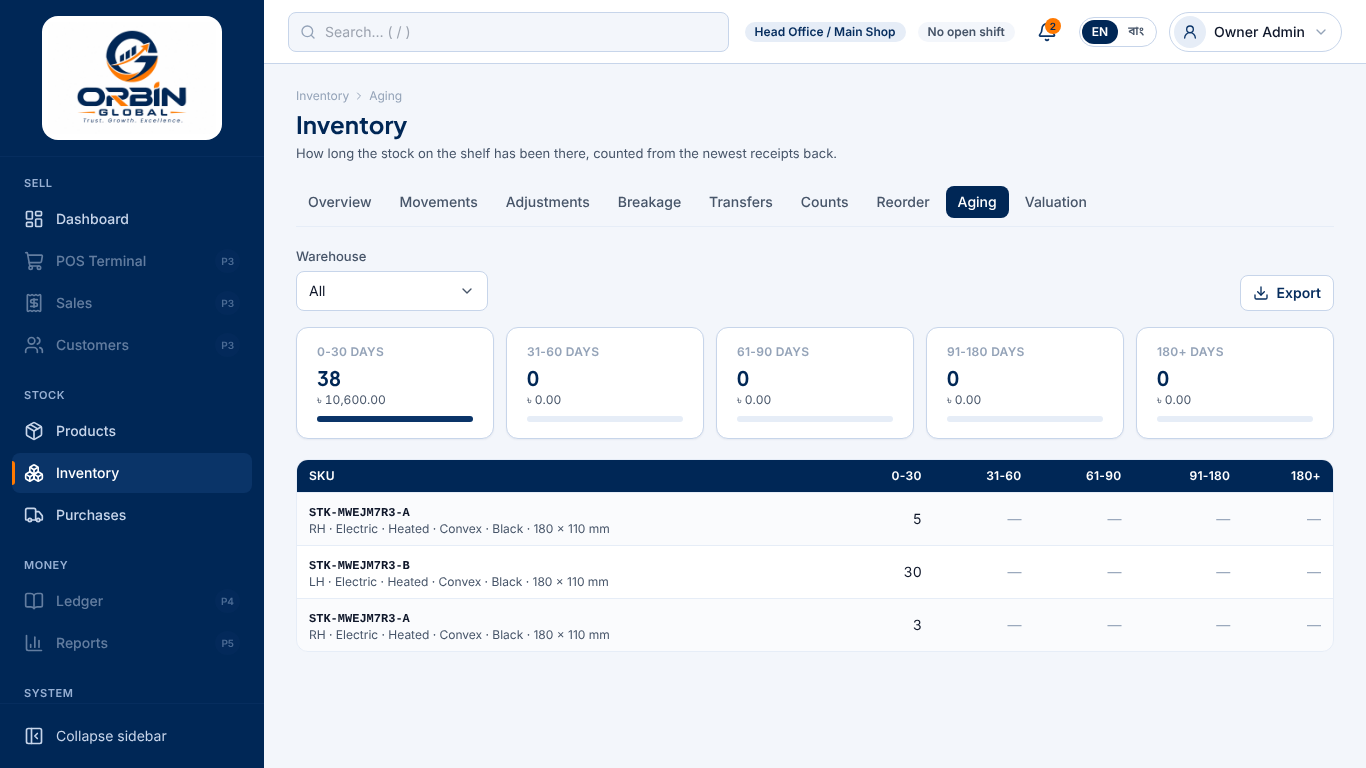 ORBIN
GLOBAL
Trust. Growth. Excellence.
Search... ( / )
Head Office / Main Shop
No open shift
2
EN
বাং
Owner Admin
SELL
Dashboard
POS Terminal P3
Sales P3
Customers P3
STOCK
Products
Inventory
Purchases
MONEY
Ledger P4
Reports P5
SYSTEM
Collapse sidebar
Inventory > Aging
Inventory
How long the stock on the shelf has been there, counted from the newest receipts back.
Overview Movements Adjustments Breakage Transfers Counts Reorder Aging Valuation
Warehouse
All
Export
0-30 DAYS
38
৳ 10,600.00
31-60 DAYS
0
৳ 0.00
61-90 DAYS
0
৳ 0.00
91-180 DAYS
0
৳ 0.00
180+ DAYS
0
৳ 0.00
SKU 0-30 31-60 61-90 91-180 180+
STK-MWEJM7R3-A
RH · Electric · Heated · Convex · Black · 180 × 110 mm
5 — — — —
STK-MWEJM7R3-B
LH · Electric · Heated · Convex · Black · 180 × 110 mm
30 — — — —
STK-MWEJM7R3-A
RH · Electric · Heated · Convex · Black · 180 × 110 mm
3 — — — —